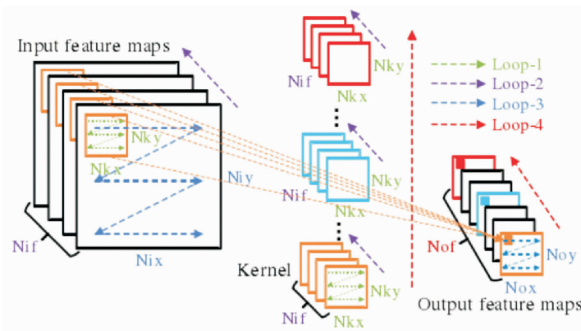 Input feature maps
Nky
Nkx
Niy
Nix
Nif
Nky
Nif
Nkx
Nky
Nif
Nkx
Kernel
Nky
Nif
Nkx
Loop-1
Loop-2
Loop-3
Loop-4
Nof
Noy
Nox
Output feature maps